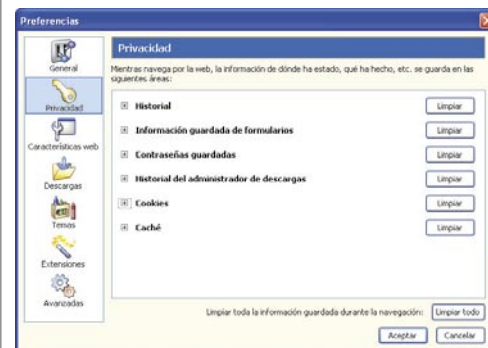 Preferencias
General
Privacidad
Características web
Descargas
Temas
Extensiones
Avanzadas
Privacidad
Mientras navega por la web, la información de dónde ha estado, qué ha hecho, etc. se guarda en las
siguientes áreas:
Historial Limpiar
Información guardada de formularios Limpiar
Contraseñas guardadas Limpiar
Historial del administrador de descargas Limpiar
Cookies Limpiar
Caché Limpiar
Limpiar toda la información guardada durante la navegación: Limpiar todo
Aceptar Cancelar